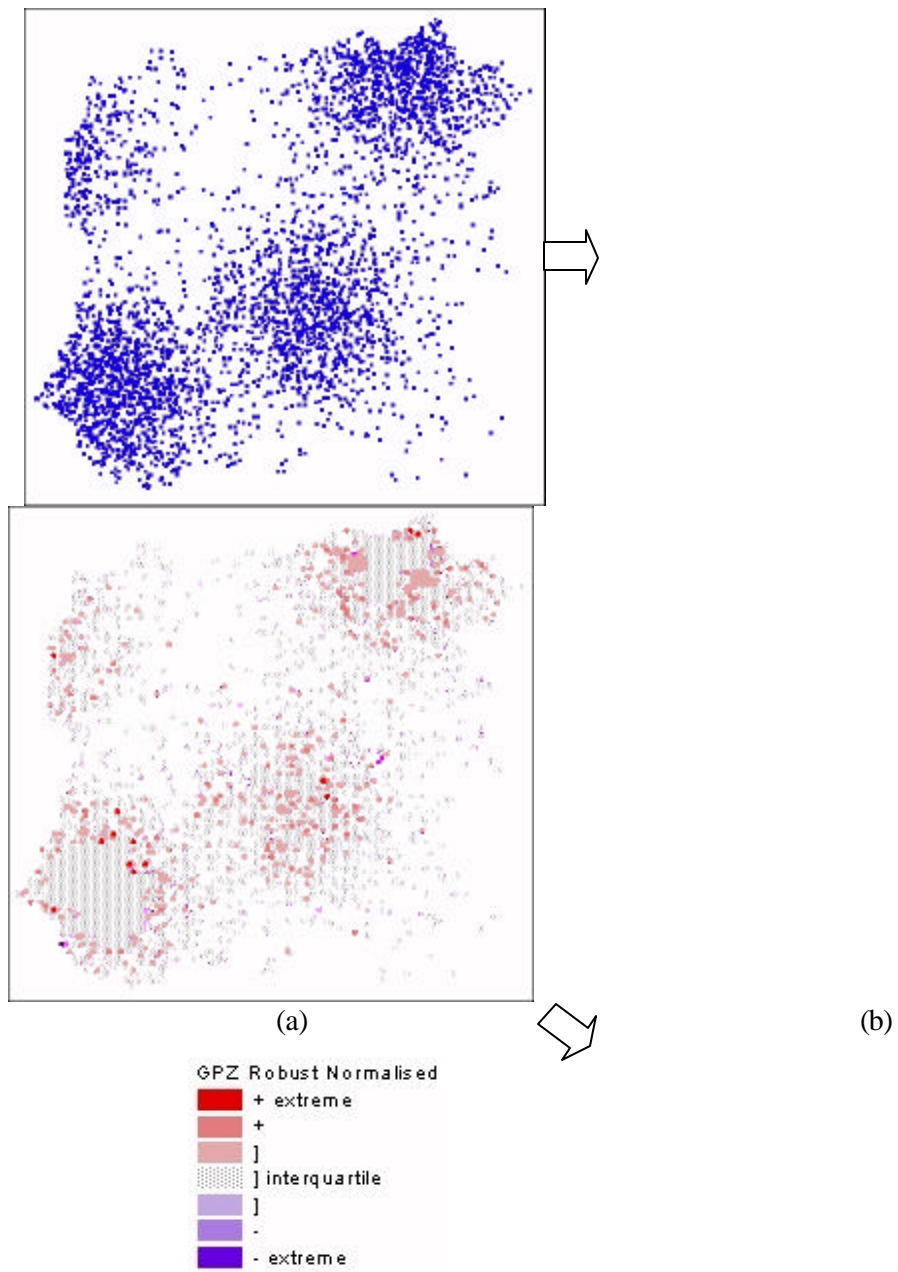 (a) (b)
GPZ Robust Normalised
+ extreme
+
]
] interquartile
]
-
- extreme